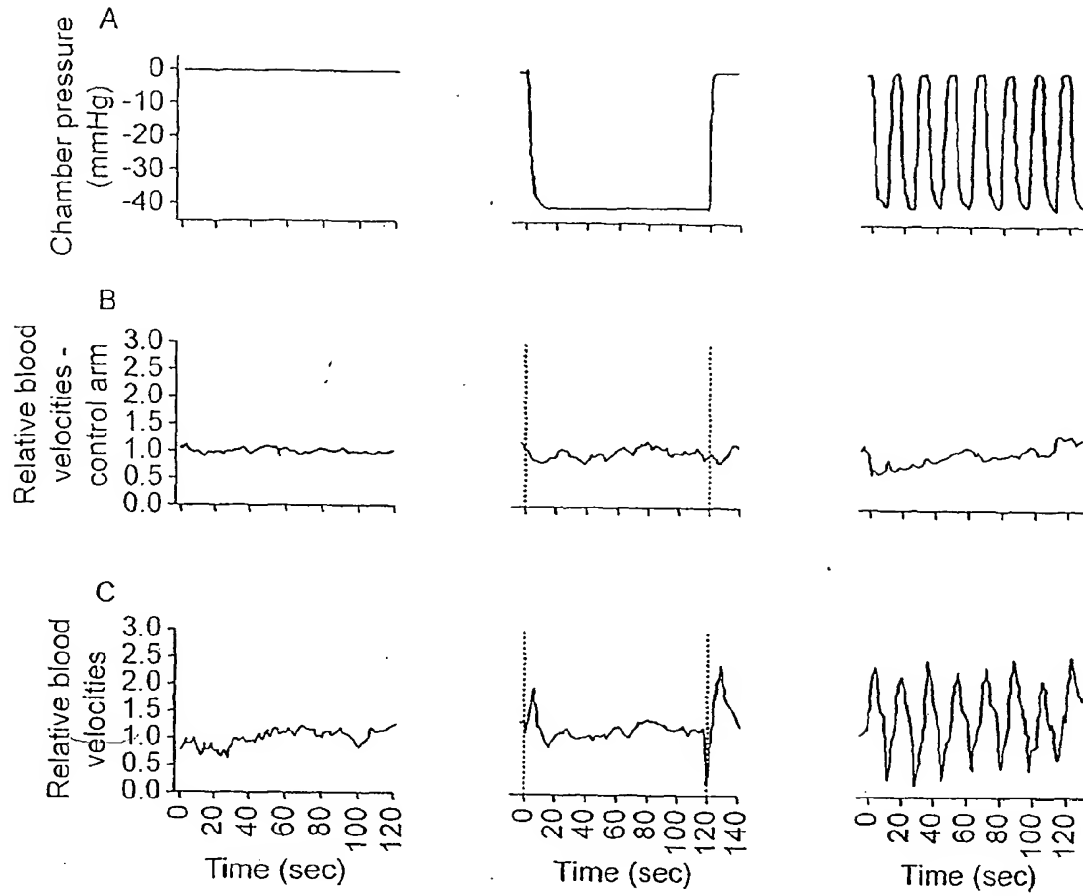 A
Chamber pressure
(mmHg)
0
-10
-20
-30
-40
B
Relative blood
velocities -
control arm
3.0
2.5
2.0
1.5
1.0
0.5
0.0
C
Relative blood
velocities
3.0
2.5
2.0
1.5
1.0
0.5
0.0
0 20 40 60 80 100 120
0 20 40 60 80 100 120 140
0 20 40 60 80 100 120
Time (sec) Time (sec) Time (sec)